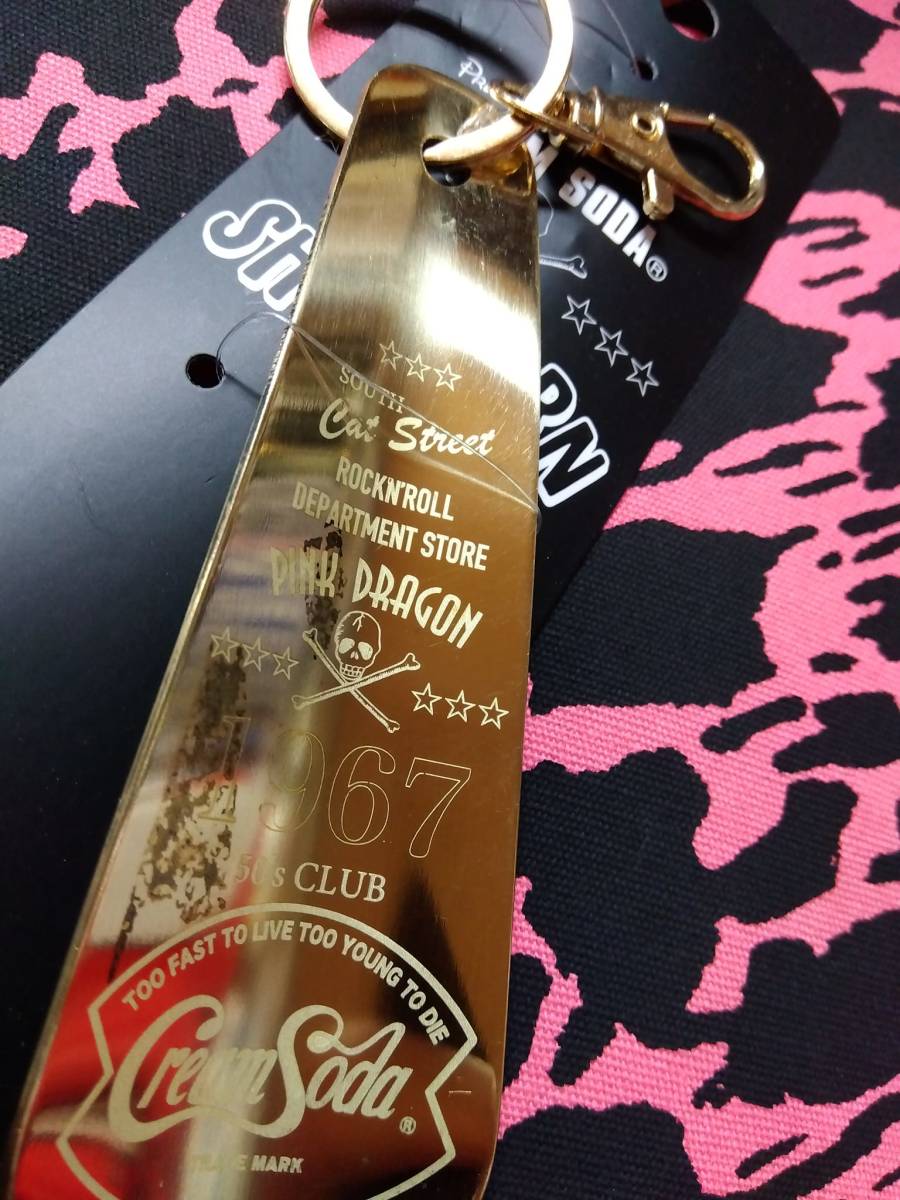 SODA®
SOUTH
Cat Street
ROCK'N'ROLL
DEPARTMENT STORE
PINK DRAGON
1967
50's CLUB
TOO FAST TO LIVE TOO YOUNG TO DIE
Cream Soda®
TRADE MARK